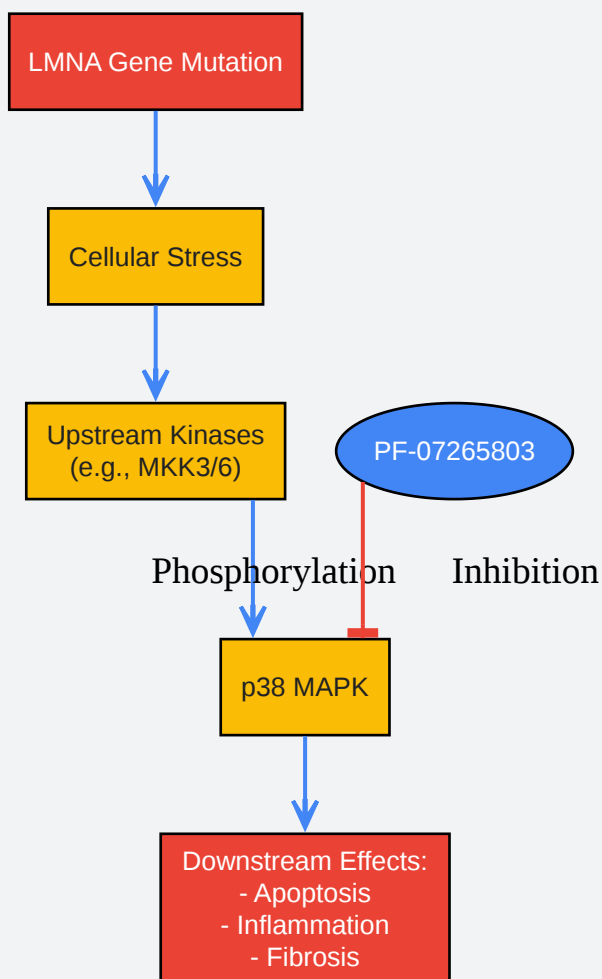 LMNA Gene Mutation
Cellular Stress
Upstream Kinases
(e.g., MKK3/6)
PF-07265803
Phosphorylation
Inhibition
p38 MAPK
Downstream Effects:
- Apoptosis
- Inflammation
- Fibrosis